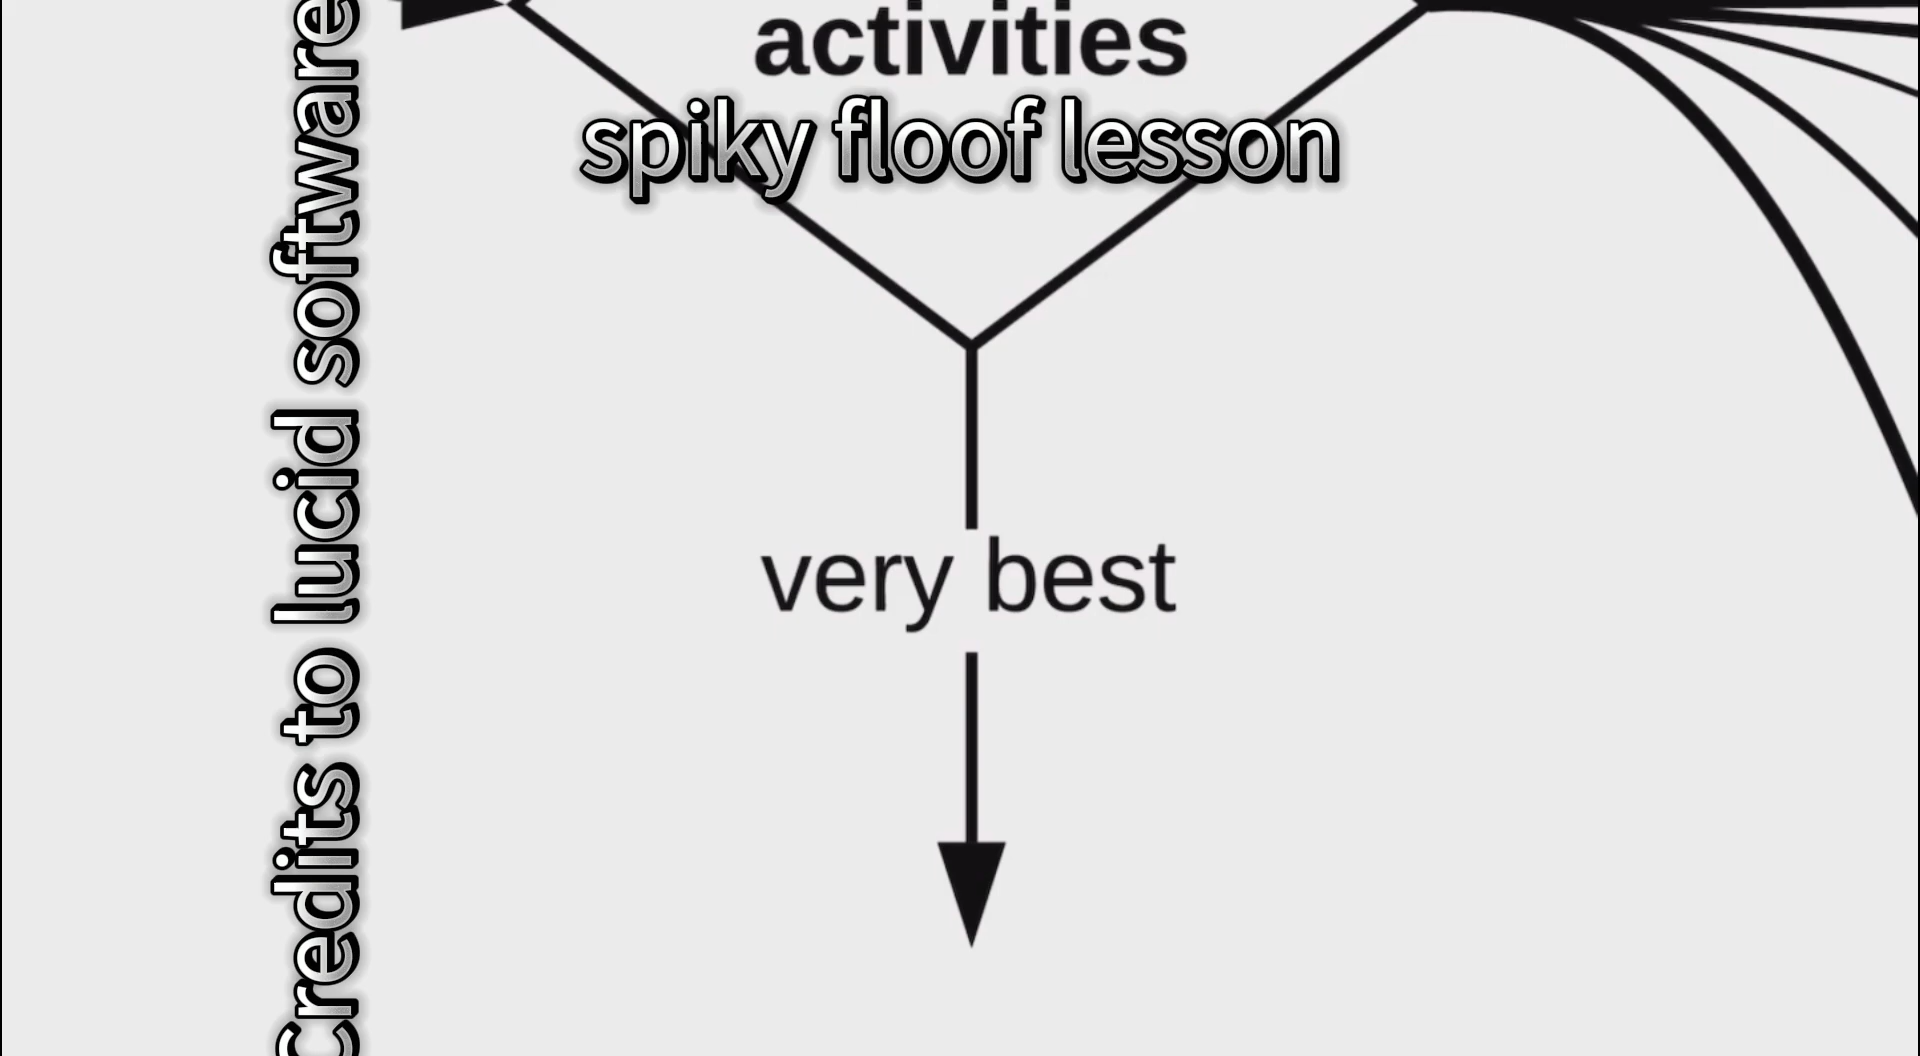 activities
spiky floof lesson
very best
Credits to lucid software